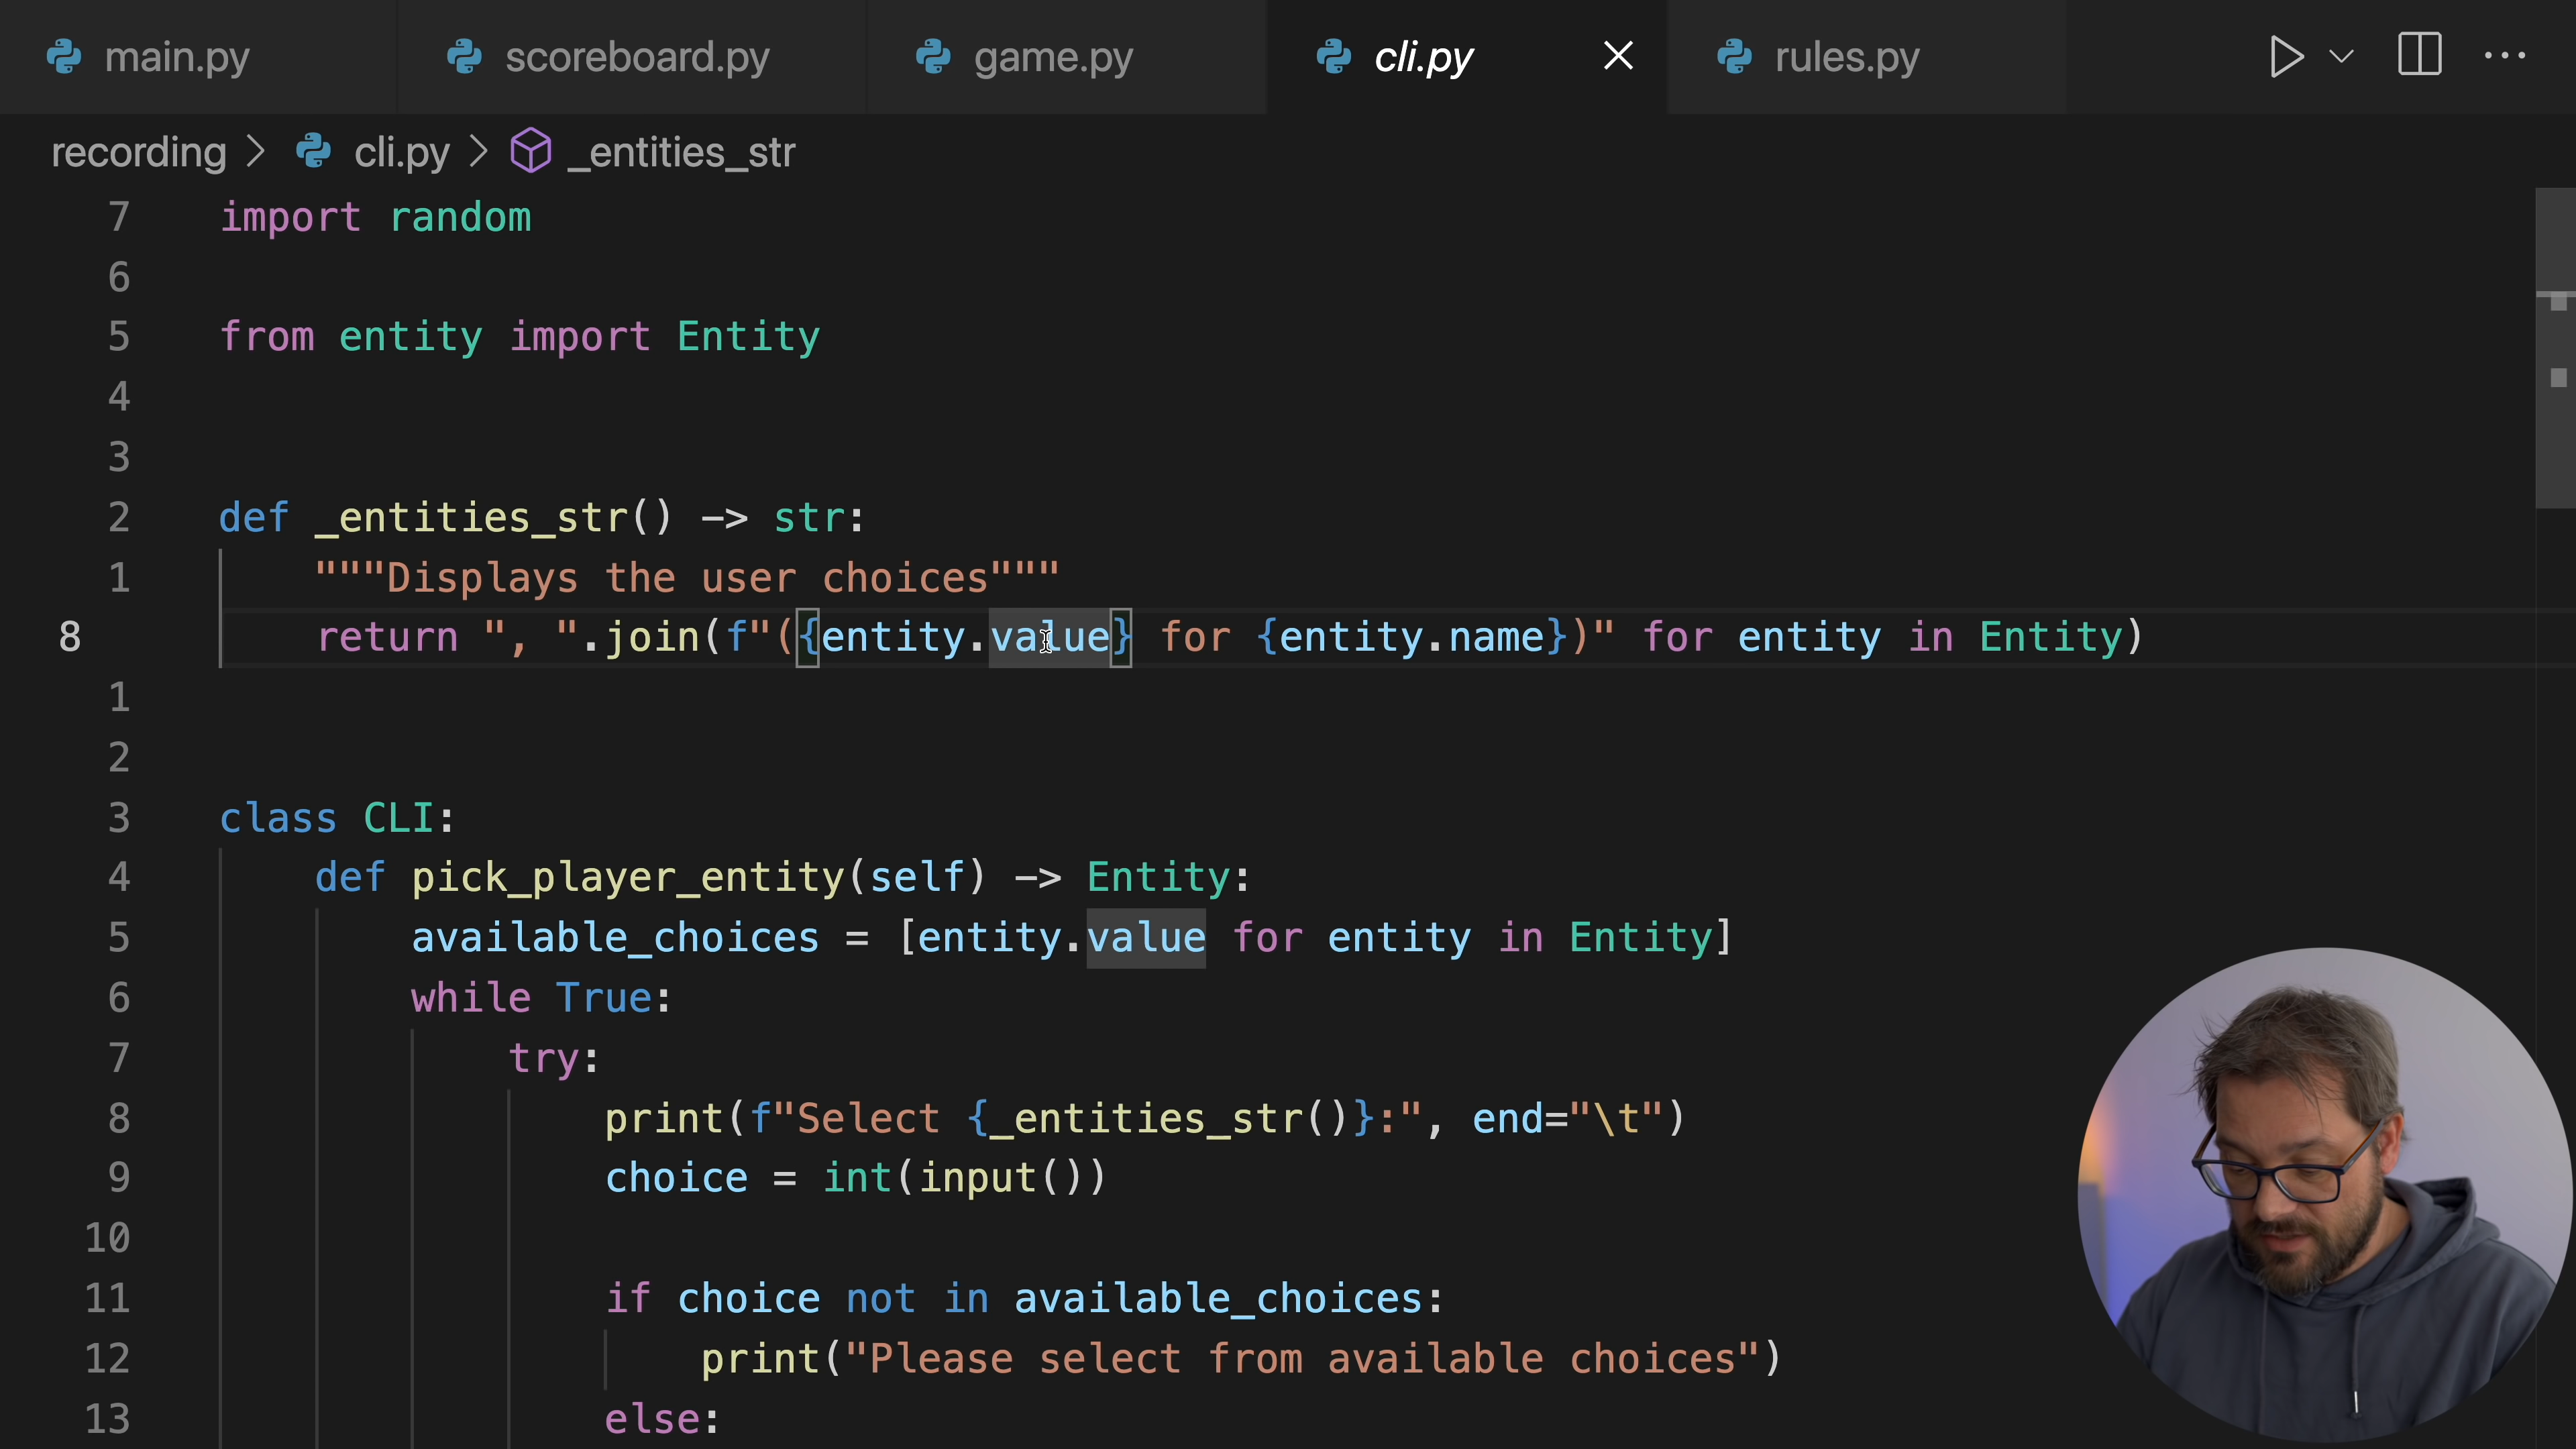 main.py scoreboard.py game.py cli.py rules.py
recording > cli.py > _entities_str
7 import random
6
5 from entity import Entity
4
3
2 def _entities_str() -> str:
1 """Displays the user choices"""
8 return ", ".join(f"({entity.value} for {entity.name})" for entity in Entity)
1
2
3 class CLI:
4 def pick_player_entity(self) -> Entity:
5 available_choices = [entity.value for entity in Entity]
6 while True:
7 try:
8 print(f"Select {_entities_str()}:", end="\t")
9 choice = int(input())
10
11 if choice not in available_choices:
12 print("Please select from available choices")
13 else: